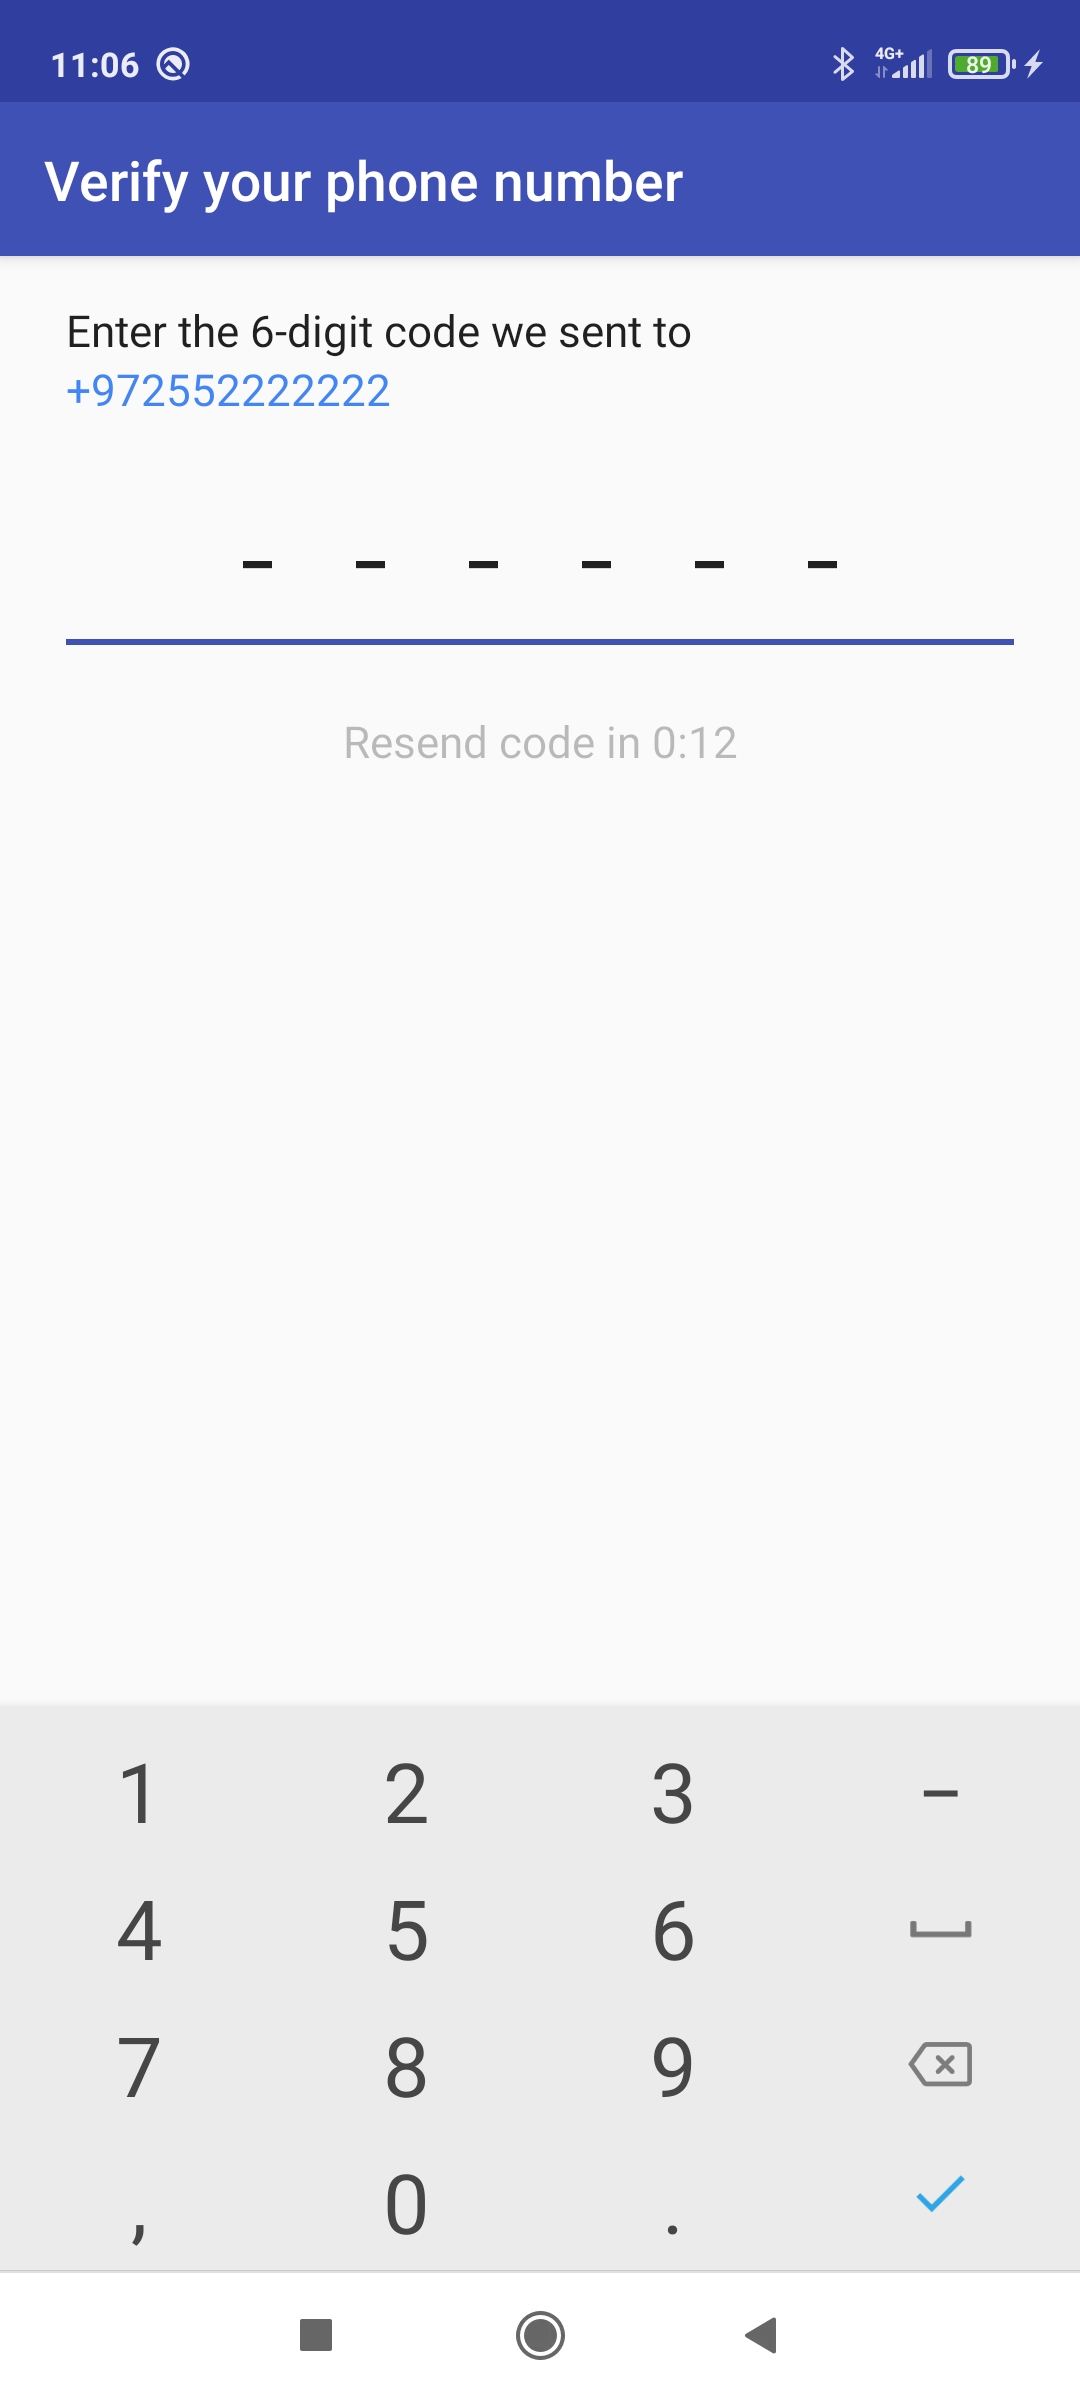 11:06
4G+
89
Verify your phone number
Enter the 6-digit code we sent to
+972552222222
- - - - - -
Resend code in 0:12
1 2 3 –
4 5 6
7 8 9
, 0 .